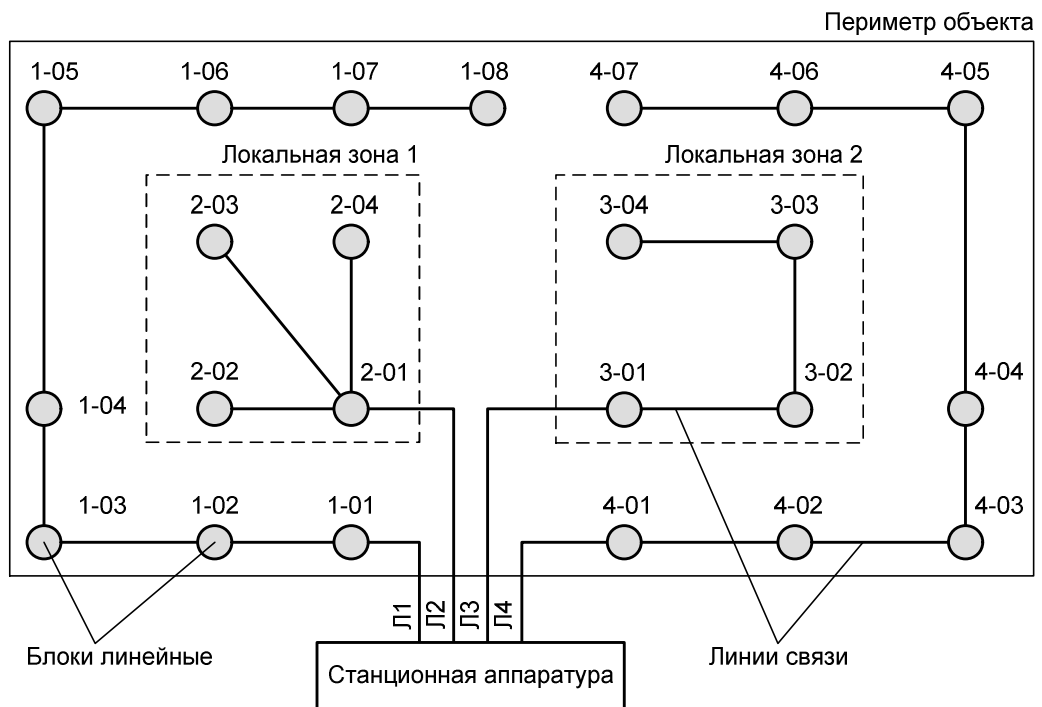 Периметр объекта
1-05
1-06
1-07
1-08
4-07
4-06
4-05
Локальная зона 1
Локальная зона 2
2-03
2-04
3-04
3-03
2-02
2-01
3-01
3-02
4-04
1-04
1-03
1-02
1-01
4-01
4-02
4-03
Л1
Л2
Л3
Л4
Блоки линейные
Линии связи
Станционная аппаратура